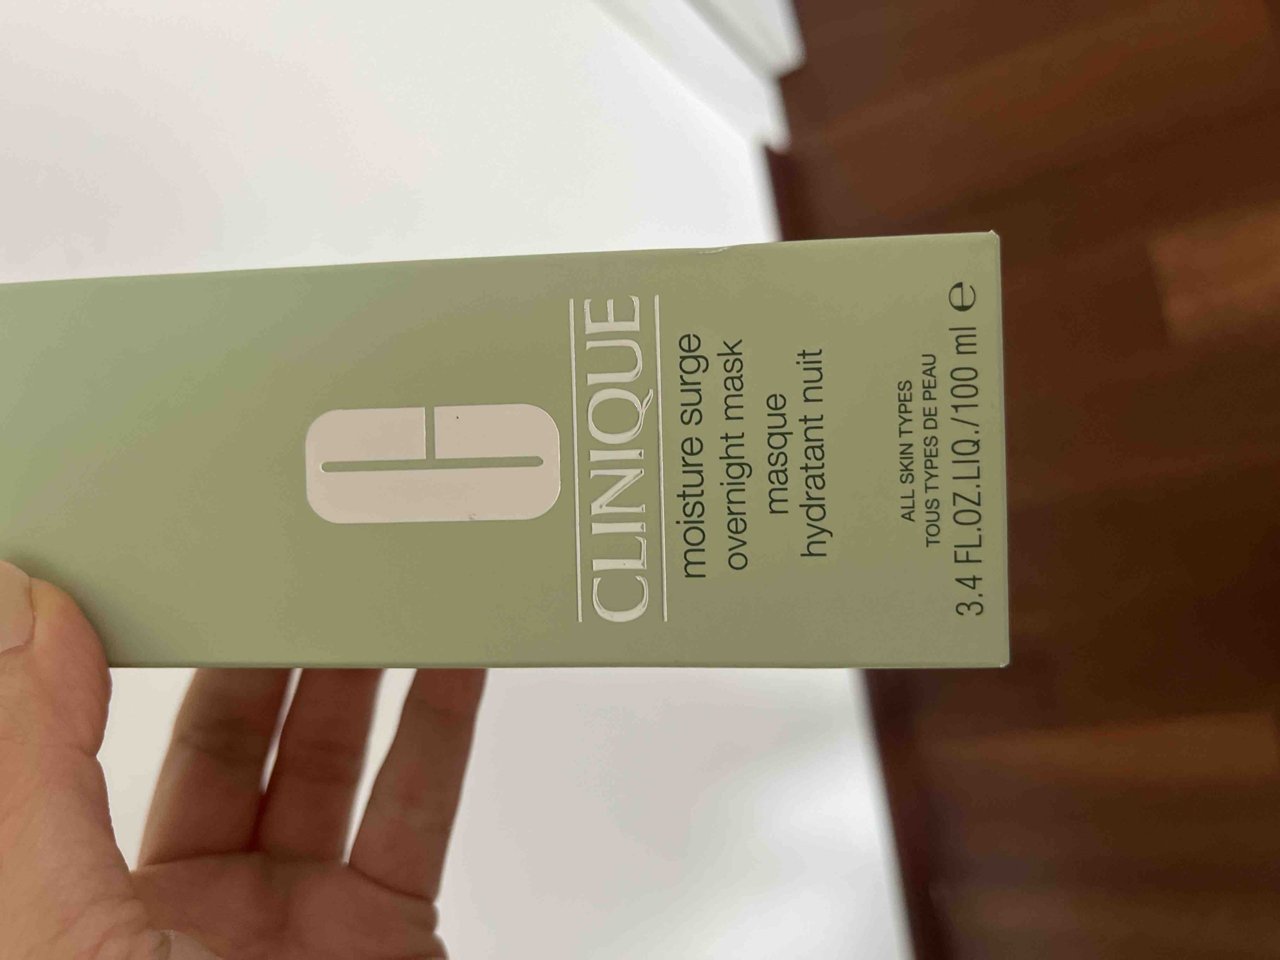 CLINIQUE
moisture surge
overnight mask
masque
hydratant nuit
ALL SKIN TYPES
TOUS TYPES DE PEAU
3.4 FL.OZ.LIQ./100 ml ℮